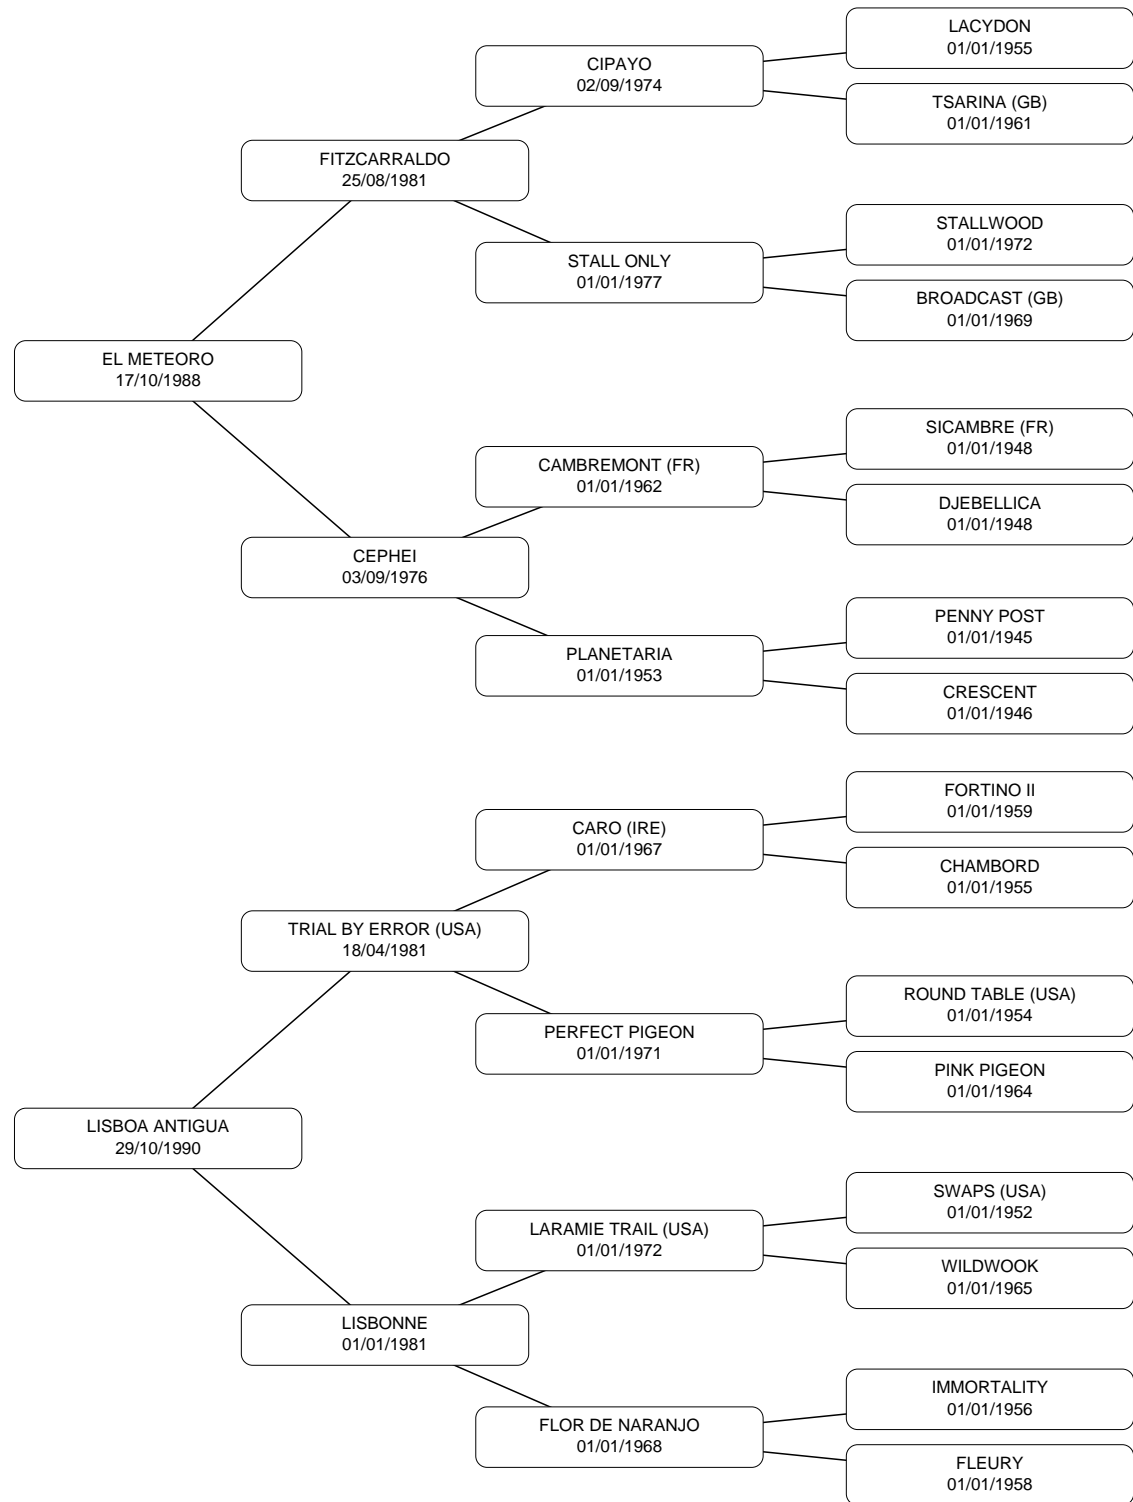 LACYDON
01/01/1955
CIPAYO
02/09/1974
TSARINA (GB)
01/01/1961
FITZCARRALDO
25/08/1981
STALLWOOD
01/01/1972
STALL ONLY
01/01/1977
BROADCAST (GB)
01/01/1969
EL METEORO
17/10/1988
SICAMBRE (FR)
01/01/1948
CAMBREMONT (FR)
01/01/1962
DJEBELLICA
01/01/1948
CEPHEI
03/09/1976
PENNY POST
01/01/1945
PLANETARIA
01/01/1953
CRESCENT
01/01/1946
FORTINO II
01/01/1959
CARO (IRE)
01/01/1967
CHAMBORD
01/01/1955
TRIAL BY ERROR (USA)
18/04/1981
ROUND TABLE (USA)
01/01/1954
PERFECT PIGEON
01/01/1971
PINK PIGEON
01/01/1964
LISBOA ANTIGUA
29/10/1990
SWAPS (USA)
01/01/1952
LARAMIE TRAIL (USA)
01/01/1972
WILDWOOK
01/01/1965
LISBONNE
01/01/1981
IMMORTALITY
01/01/1956
FLOR DE NARANJO
01/01/1968
FLEURY
01/01/1958